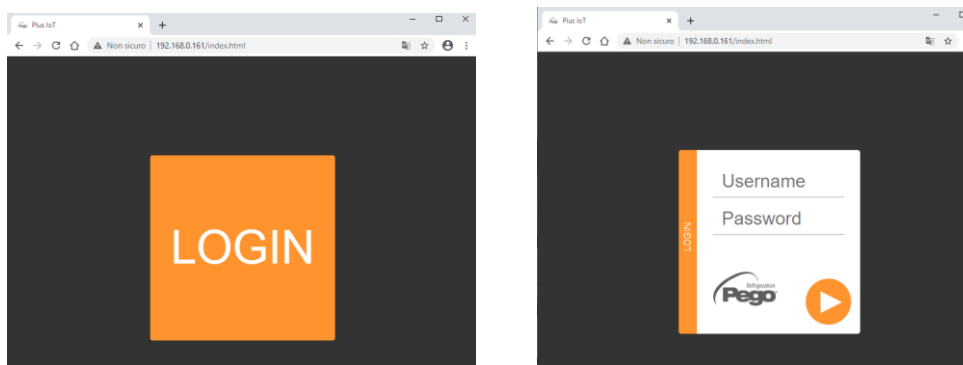 Plus IoT
Non sicuro | 192.168.0.161/index.html
LOGIN
Plus IoT
Non sicuro | 192.168.0.161/index.html
LOGIN
Username
Password
Refrigeration
Pego